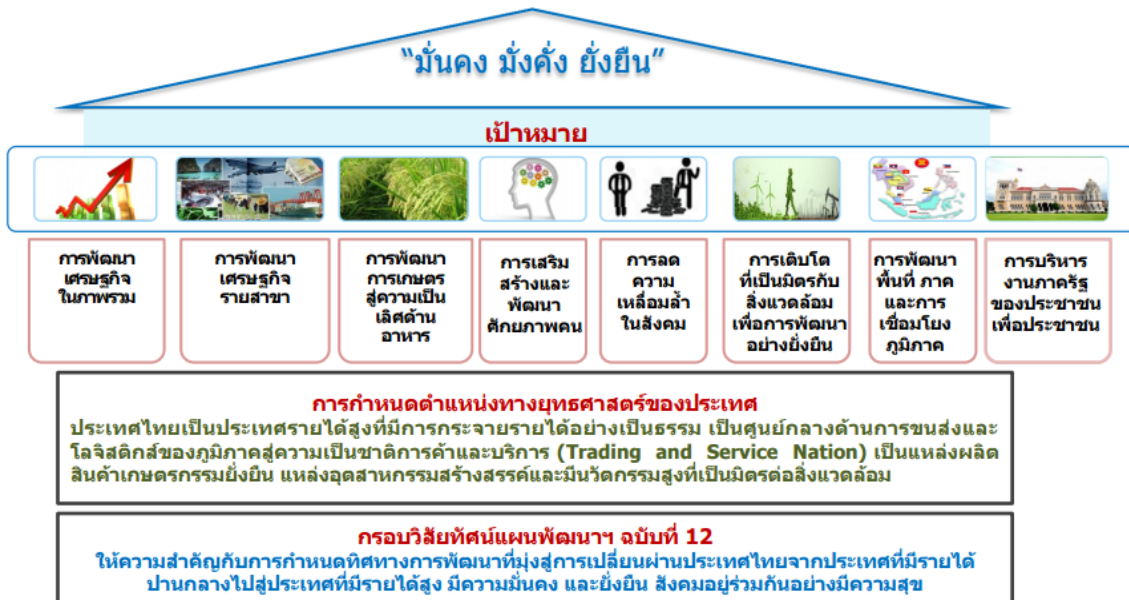 “มั่นคง มั่งคั่ง ยั่งยืน”
เป้าหมาย
การพัฒนา
เศรษฐกิจ
ในภาพรวม
การพัฒนา
เศรษฐกิจ
รายสาขา
การพัฒนา
การเกษตร
สู่ความเป็น
เลิศด้าน
อาหาร
การเสริม
สร้างและ
พัฒนา
ศักยภาพคน
การลด
ความ
เหลื่อมล้ำ
ในสังคม
การเติบโต
ที่เป็นมิตรกับ
สิ่งแวดล้อม
เพื่อการพัฒนา
อย่างยั่งยืน
การพัฒนา
พื้นที่ ภาค
และการ
เชื่อมโยง
ภูมิภาค
การบริหาร
งานภาครัฐ
ของประชาชน
เพื่อประชาชน
การกำหนดตำแหน่งทางยุทธศาสตร์ของประเทศ
ประเทศไทยเป็นประเทศรายได้สูงที่มีการกระจายรายได้อย่างเป็นธรรม เป็นศูนย์กลางด้านการขนส่งและ
โลจิสติกส์ของภูมิภาคสู่ความเป็นชาติการค้าและบริการ (Trading and Service Nation) เป็นแหล่งผลิต
สินค้าเกษตรกรรมยั่งยืน แหล่งอุตสาหกรรมสร้างสรรค์และมีนวัตกรรมสูงที่เป็นมิตรต่อสิ่งแวดล้อม
กรอบวิสัยทัศน์แผนพัฒนาฯ ฉบับที่ 12
ให้ความสำคัญกับการกำหนดทิศทางการพัฒนาที่มุ่งสู่การเปลี่ยนผ่านประเทศไทยจากประเทศที่มีรายได้
ปานกลางไปสู่ประเทศที่มีรายได้สูง มีความมั่นคง และยั่งยืน สังคมอยู่ร่วมกันอย่างมีความสุข